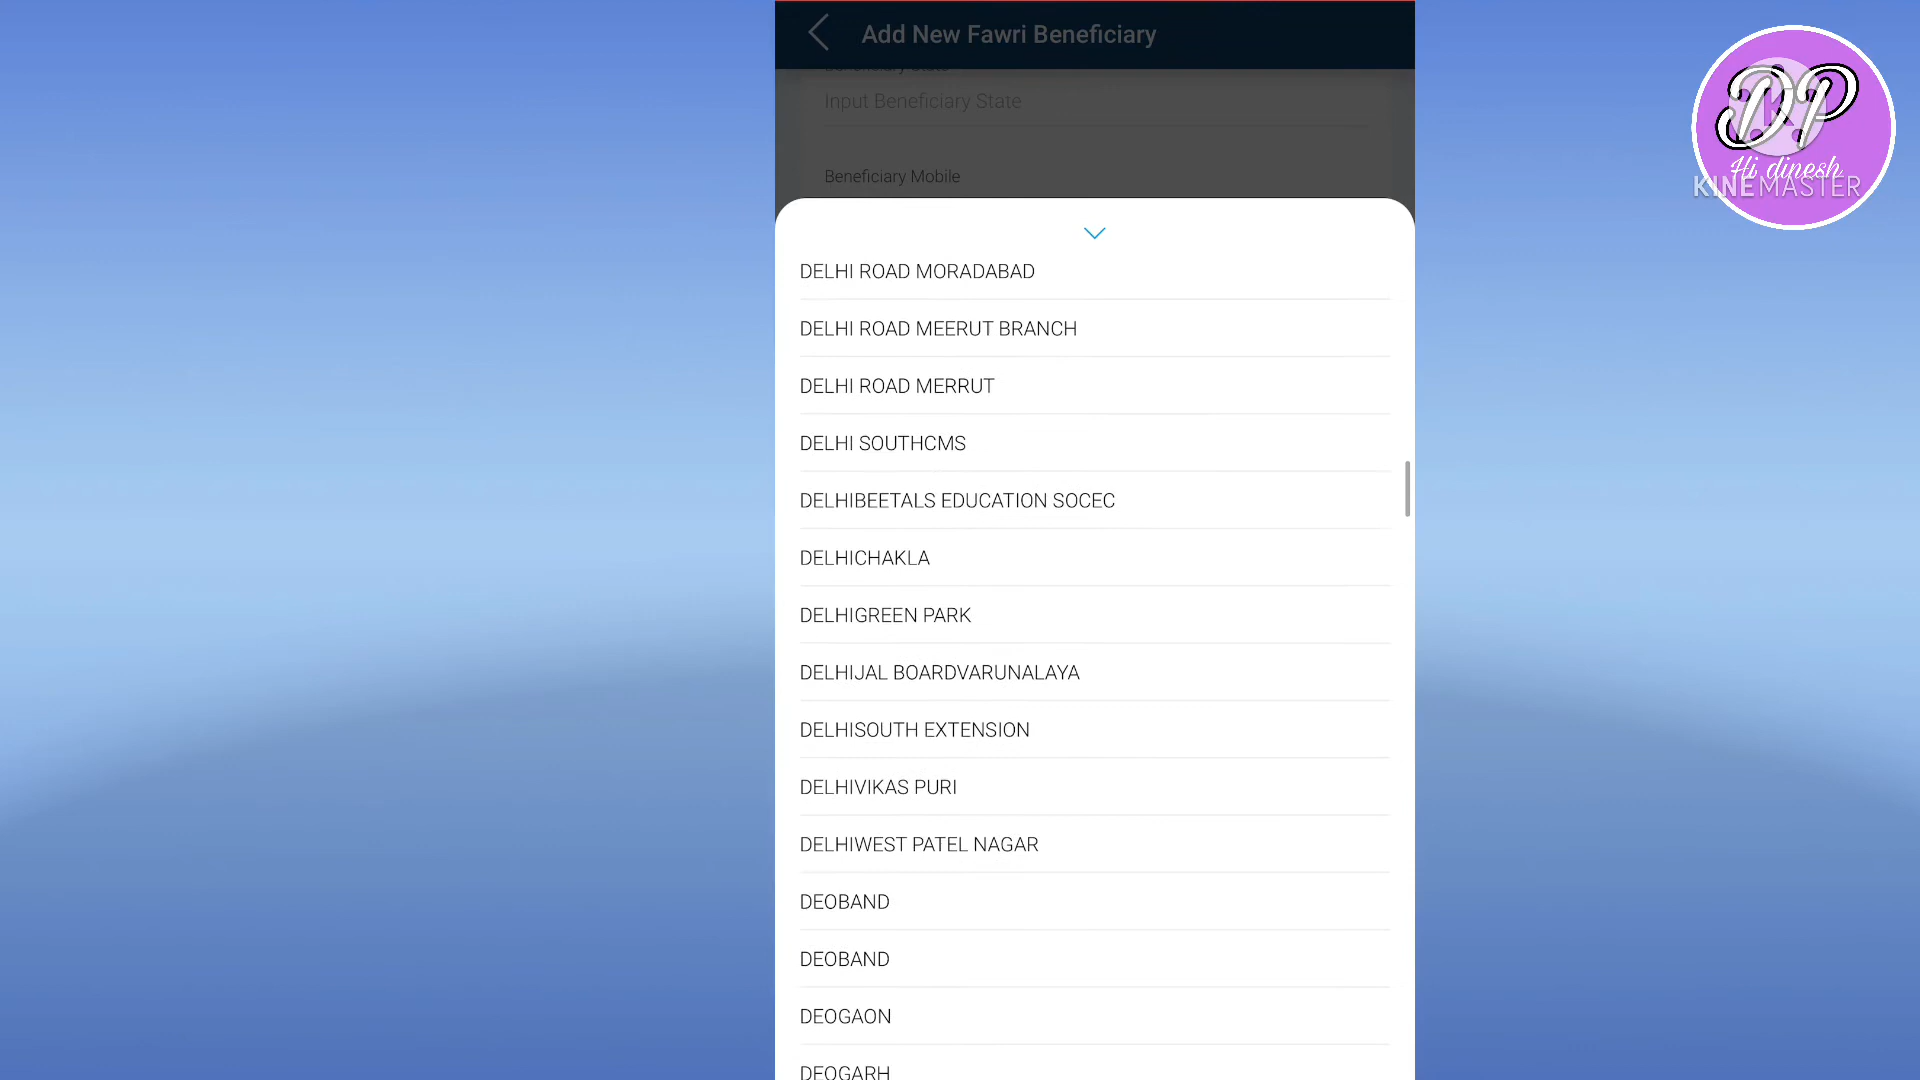 Add New Fawri Beneficiary
Beneficiary State
Input Beneficiary State
Beneficiary Mobile
DELHI ROAD MORADABAD
DELHI ROAD MEERUT BRANCH
DELHI ROAD MERRUT
DELHI SOUTHCMS
DELHIBEETALS EDUCATION SOCEC
DELHICHAKLA
DELHIGREEN PARK
DELHIJAL BOARDVARUNALAYA
DELHISOUTH EXTENSION
DELHIVIKAS PURI
DELHIWEST PATEL NAGAR
DEOBAND
DEOBAND
DEOGAON
DEOGARH
DP
K
Hi dinesh
KINEMASTER